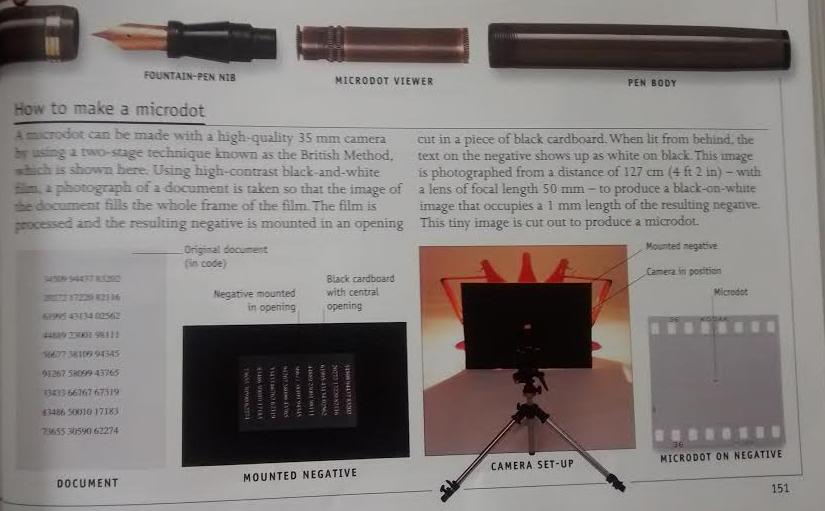 FOUNTAIN-PEN NIB
MICRODOT VIEWER
PEN BODY
How to make a microdot
A microdot can be made with a high-quality 35 mm camera
by using a two-stage technique known as the British Method,
which is shown here. Using high-contrast black-and-white
film, a photograph of a document is taken so that the image of
the document fills the whole frame of the film. The film is
processed and the resulting negative is mounted in an opening
cut in a piece of black cardboard. When lit from behind, the
text on the negative shows up as white on black. This image
is photographed from a distance of 127 cm (4 ft 2 in) – with
a lens of focal length 50 mm – to produce a black-on-white
image that occupies a 1 mm length of the resulting negative.
This tiny image is cut out to produce a microdot.
Original document
(in code)
94437 83202
20272 17220 82116
61995 43134 02562
44889 23001 98111
56677 38109 94345
91267 58099 43765
33433 66767 67319
43486 50010 17183
73655 30590 62274
DOCUMENT
Negative mounted
in opening
Black cardboard
with central
opening
MOUNTED NEGATIVE
Mounted negative
Camera in position
CAMERA SET-UP
Microdot
36 KODAK
36
MICRODOT ON NEGATIVE
151